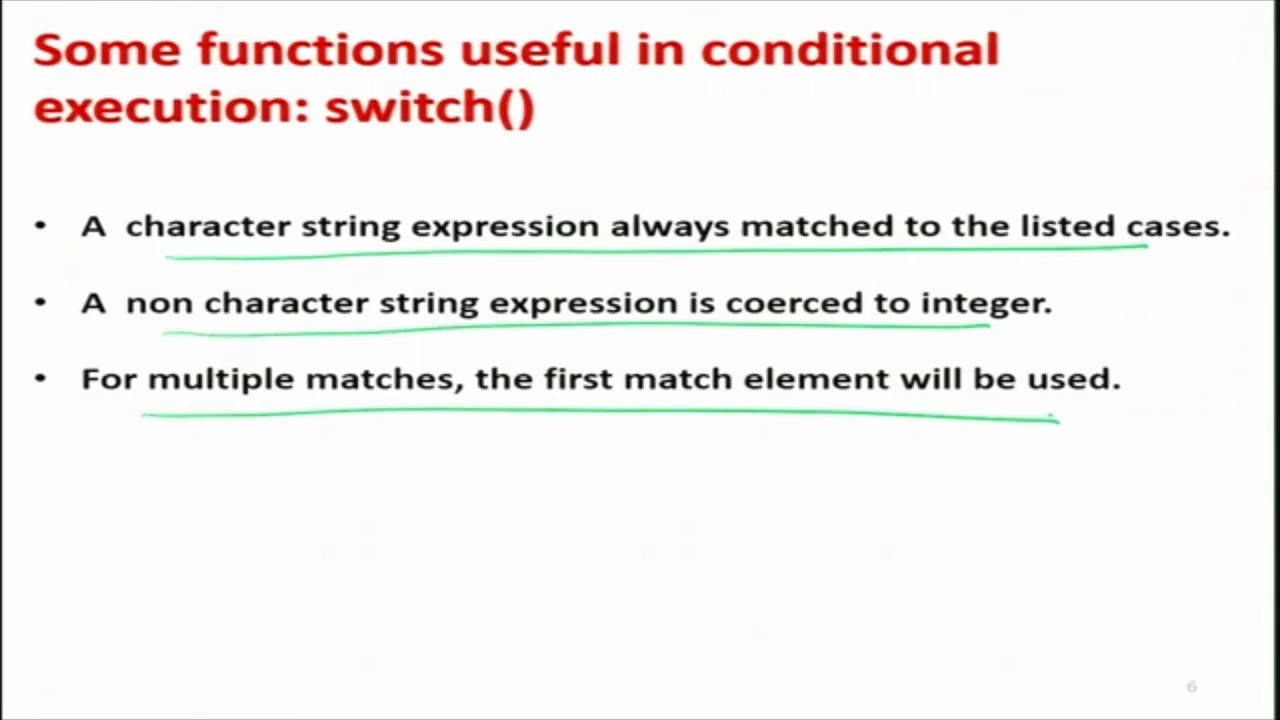 Some functions useful in conditional
execution: switch()
• A character string expression always matched to the listed cases.
• A non character string expression is coerced to integer.
• For multiple matches, the first match element will be used.
6